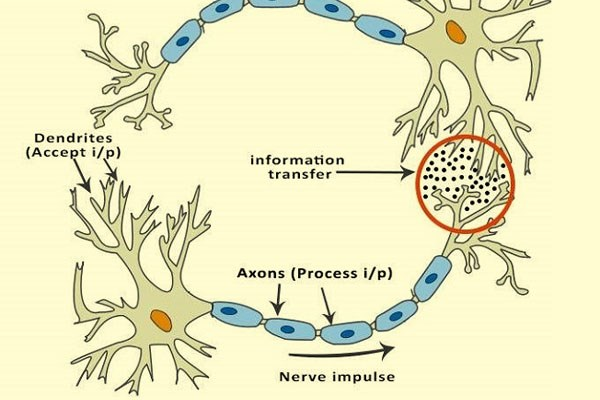 Dendrites
(Accept i/p)
information
transfer
Axons (Process i/p)
Nerve impulse